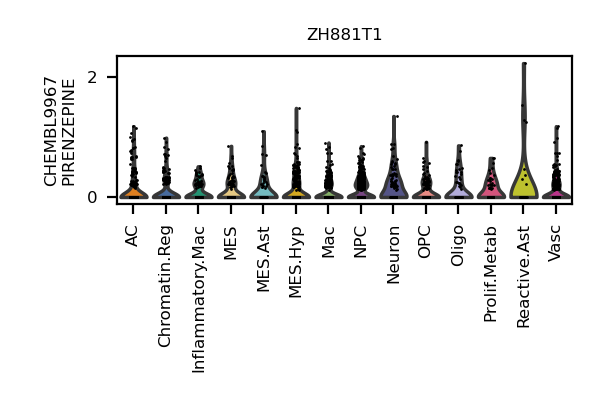 ZH881T1
CHEMBL9967
PIRENZEPINE
2
0
AC
Chromatin.Reg
Inflammatory.Mac
MES
MES.Ast
MES.Hyp
Mac
NPC
Neuron
OPC
Oligo
Prolif.Metab
Reactive.Ast
Vasc